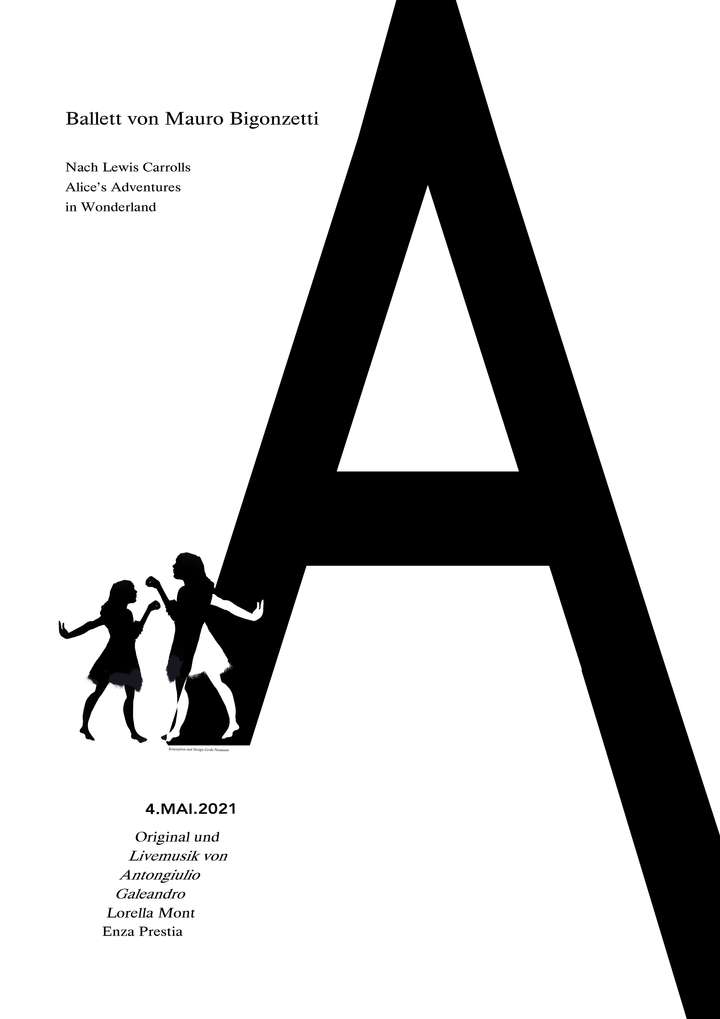 A
Ballett von Mauro Bigonzetti
Nach Lewis Carrolls
Alice's Adventures
in Wonderland
4.MAI.2021
Original und
Livemusik von
Antongiulio
Galeandro
Lorella Mont
Enza Prestia